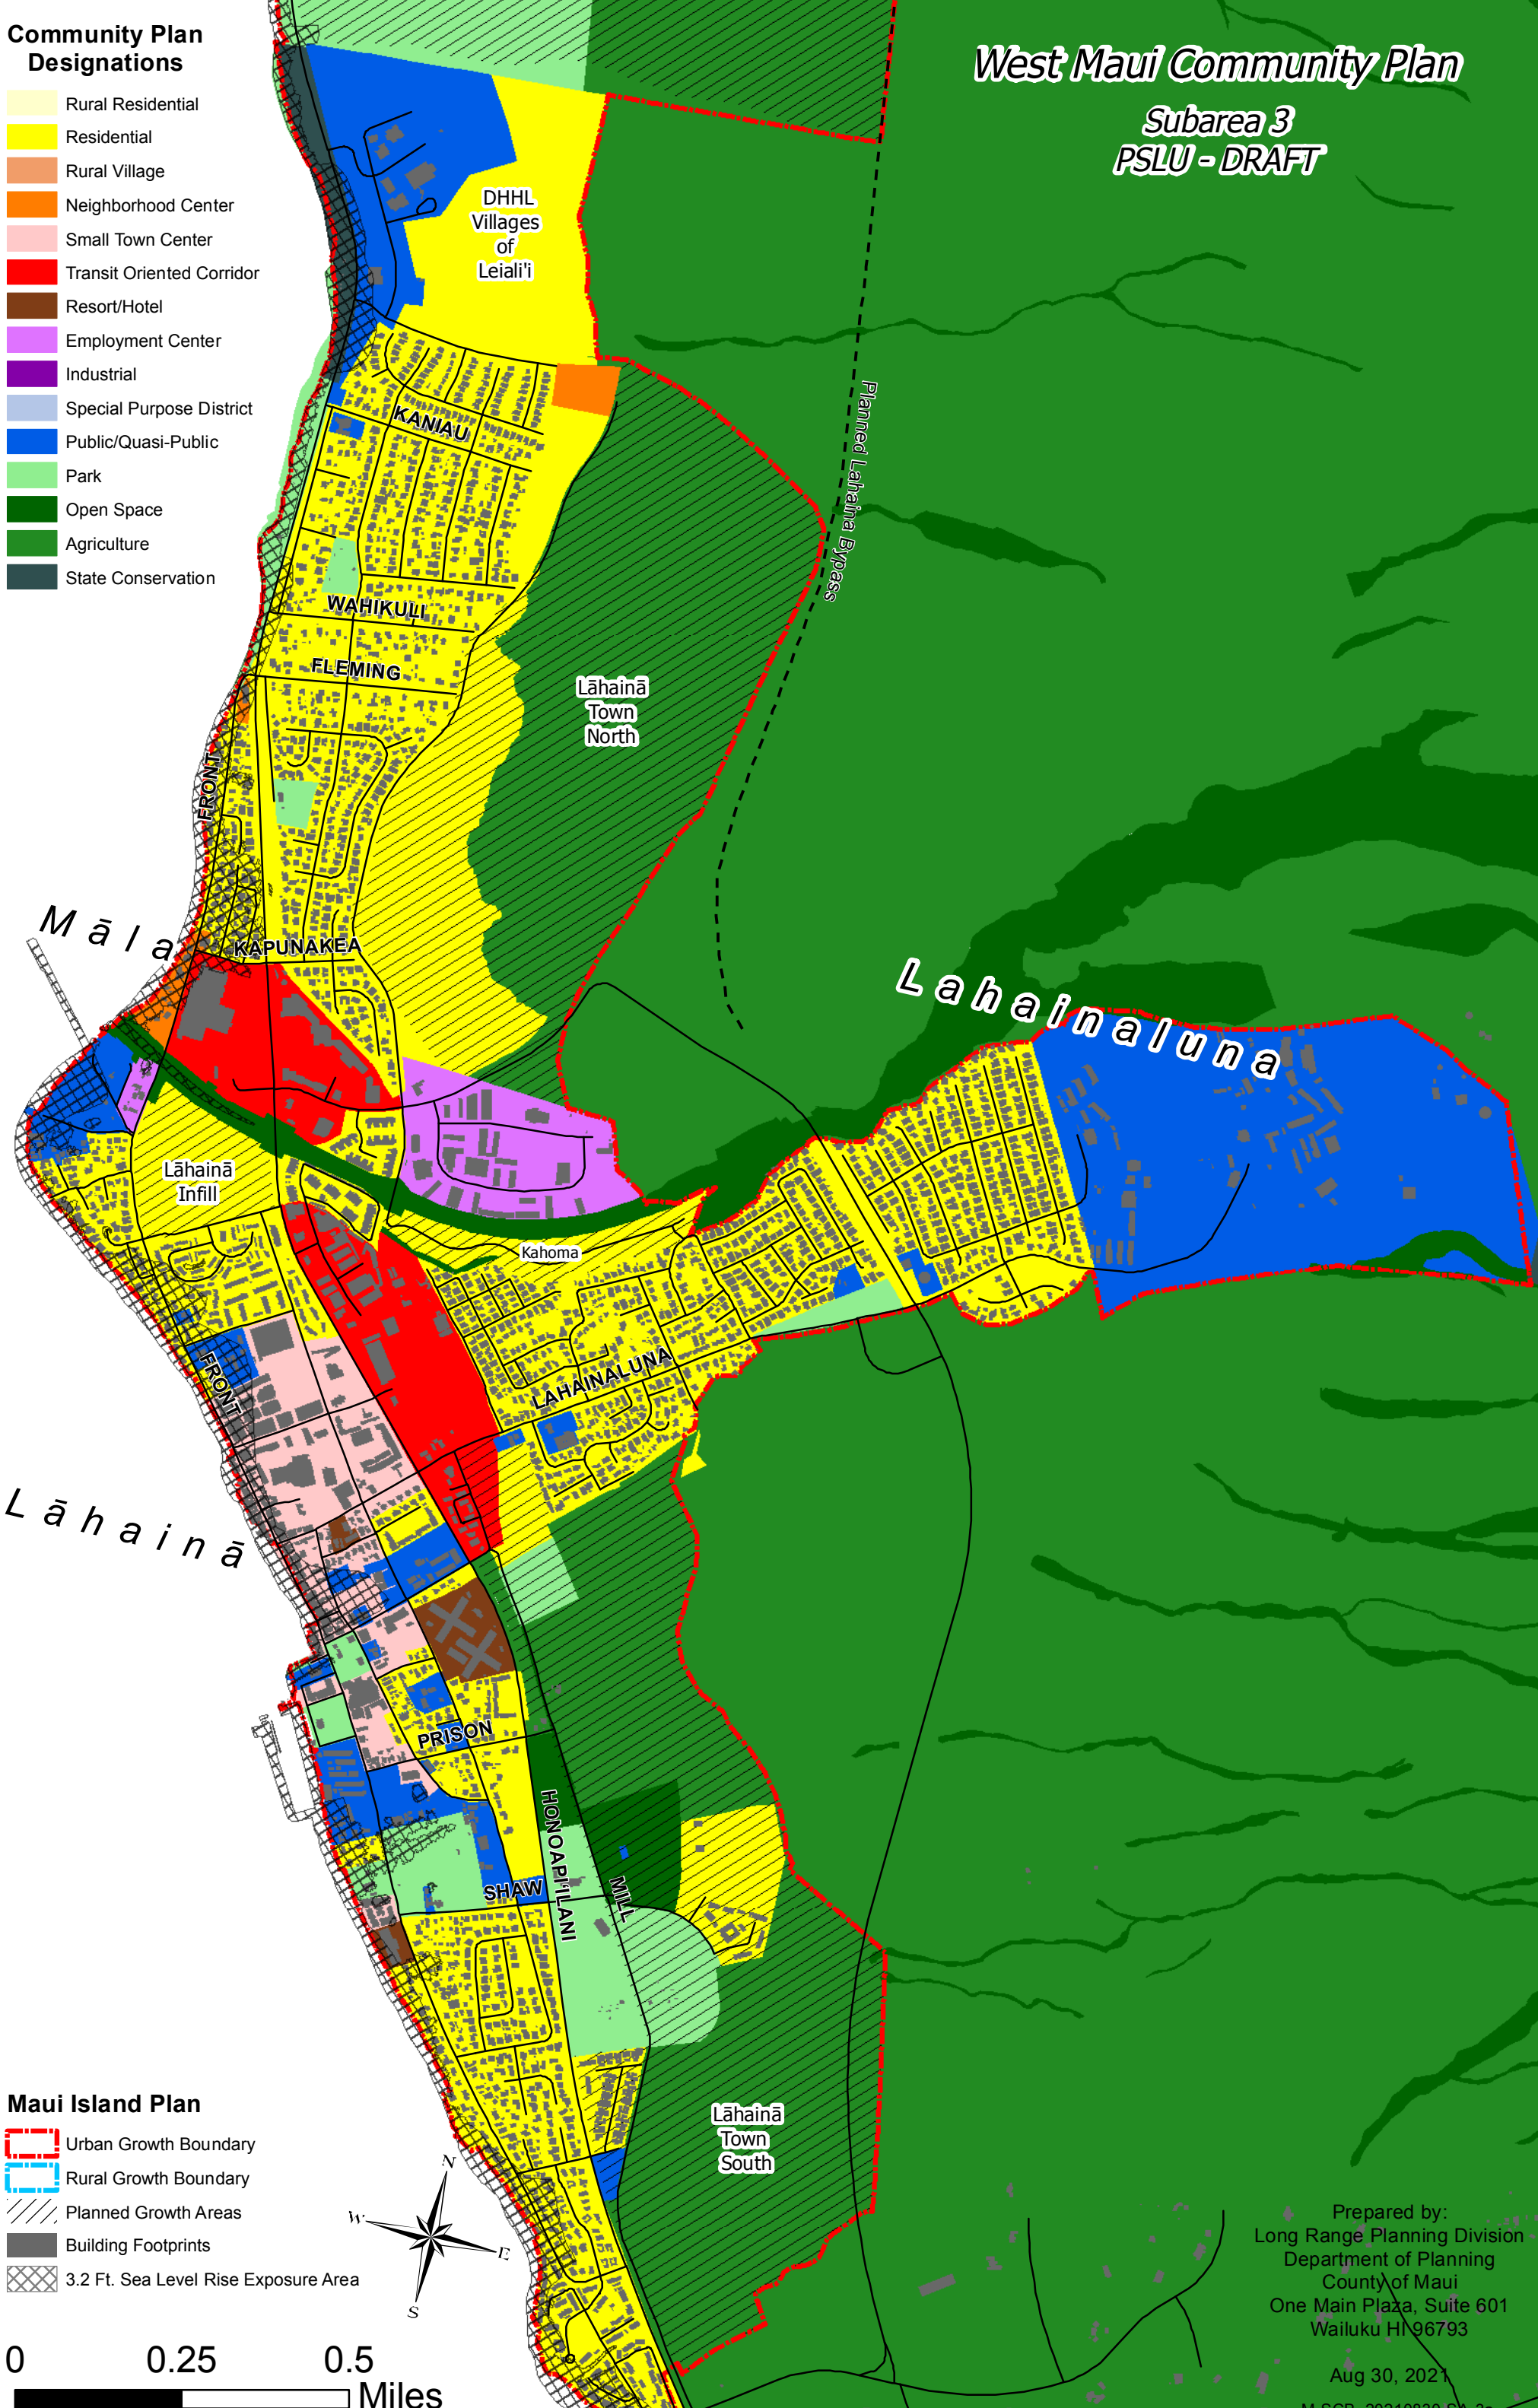 Community Plan
Designations
Rural Residential
Residential
Rural Village
Neighborhood Center
Small Town Center
Transit Oriented Corridor
Resort/Hotel
Employment Center
Industrial
Special Purpose District
Public/Quasi-Public
Park
Open Space
Agriculture
State Conservation
West Maui Community Plan
Subarea 3
PSLU - DRAFT
DHHL
Villages
of
Leiali'i
KANIAU
Planned Lahaina Bypass
WAHIKULI
FLEMING
Lāhainā
Town
North
FRONT
Māla
KAPUNAKEA
Lahainaluna
Lāhainā
Infill
Kahoma
FRONT
LAHAINALUNA
Lāhainā
PRISON
HONOAPI'ILANI
MILL
SHAW
Lāhainā
Town
South
Maui Island Plan
Urban Growth Boundary
Rural Growth Boundary
Planned Growth Areas
Building Footprints
3.2 Ft. Sea Level Rise Exposure Area
N
W
E
S
0 0.25 0.5
Miles
Prepared by:
Long Range Planning Division
Department of Planning
County of Maui
One Main Plaza, Suite 601
Wailuku HI 96793
Aug 30, 2021